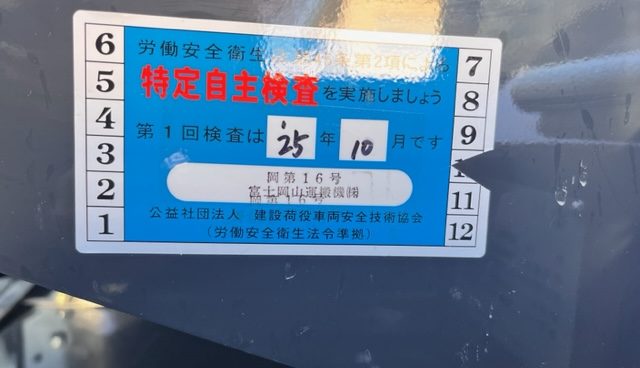 6
5
4
3
2
1
労働安全衛生
第2項によ
特定自主検査を実施しましょう
第1回検査は 25 年 10 月です
岡第16号
富士岡山運搬機㈱
公益社団法人 建設荷役車両安全技術協会
(労働安全衛生法令準拠)
7
8
9
11
12